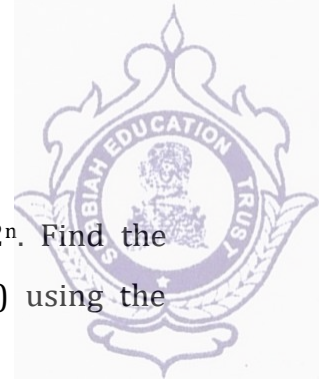 EDUCATION TRUST
2ⁿ. Find the
) using the